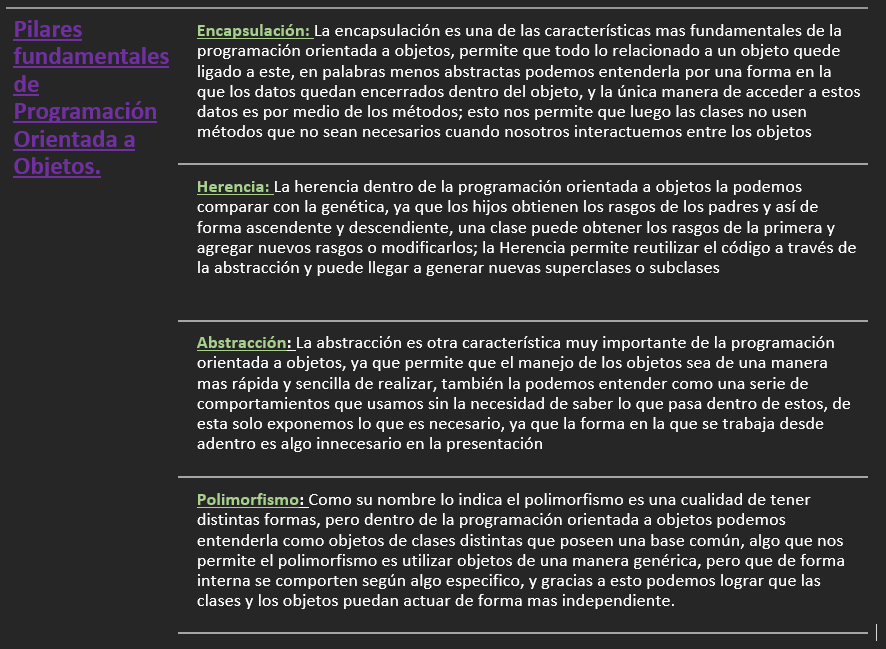 Pilares
fundamentales
de
Programación
Orientada a
Objetos.
Encapsulación: La encapsulación es una de las características mas fundamentales de la
programación orientada a objetos, permite que todo lo relacionado a un objeto quede
ligado a este, en palabras menos abstractas podemos entenderla por una forma en la
que los datos quedan encerrados dentro del objeto, y la única manera de acceder a estos
datos es por medio de los métodos; esto nos permite que luego las clases no usen
métodos que no sean necesarios cuando nosotros interactuemos entre los objetos
Herencia: La herencia dentro de la programación orientada a objetos la podemos
comparar con la genética, ya que los hijos obtienen los rasgos de los padres y así de
forma ascendente y descendiente, una clase puede obtener los rasgos de la primera y
agregar nuevos rasgos o modificarlos; la Herencia permite reutilizar el código a través de
la abstracción y puede llegar a generar nuevas superclases o subclases
Abstracción: La abstracción es otra característica muy importante de la programación
orientada a objetos, ya que permite que el manejo de los objetos sea de una manera
mas rápida y sencilla de realizar, también la podemos entender como una serie de
comportamientos que usamos sin la necesidad de saber lo que pasa dentro de estos, de
esta solo exponemos lo que es necesario, ya que la forma en la que se trabaja desde
adentro es algo innecesario en la presentación
Polimorfismo: Como su nombre lo indica el polimorfismo es una cualidad de tener
distintas formas, pero dentro de la programación orientada a objetos podemos
entenderla como objetos de clases distintas que poseen una base común, algo que nos
permite el polimorfismo es utilizar objetos de una manera genérica, pero que de forma
interna se comporten según algo especifico, y gracias a esto podemos lograr que las
clases y los objetos puedan actuar de forma mas independiente.